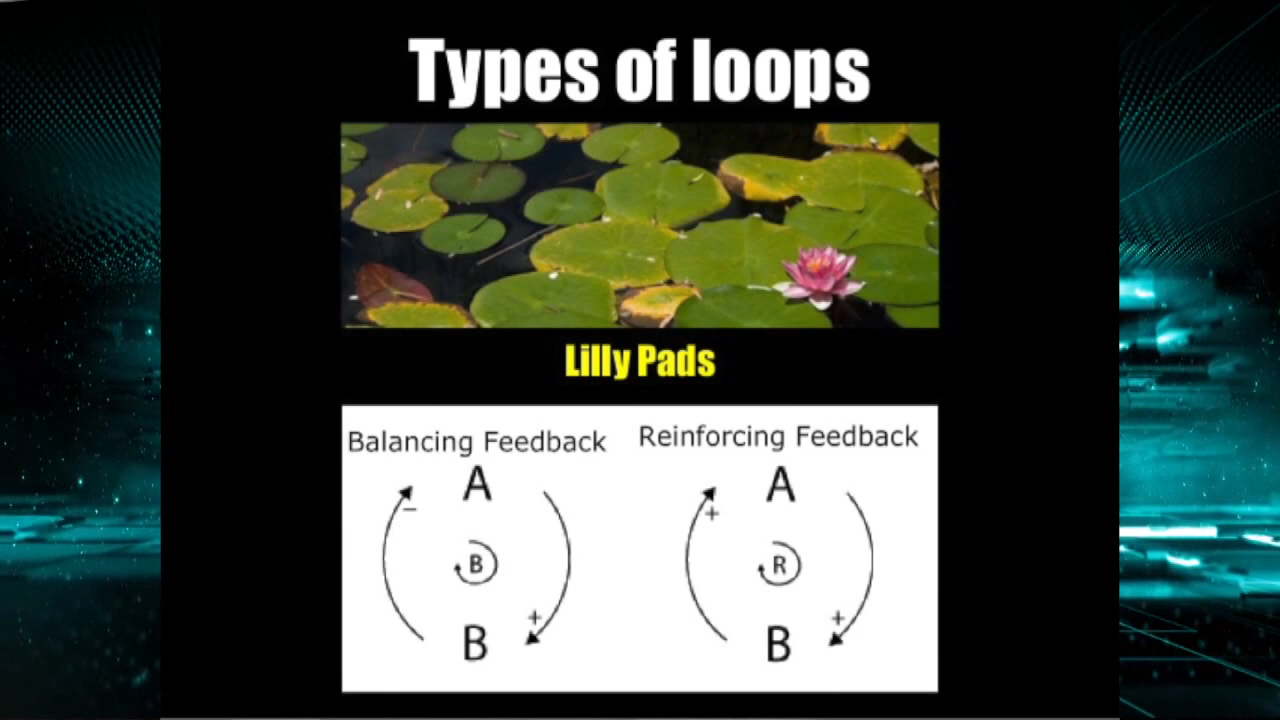 Types of loops
Lilly Pads
Balancing Feedback
Reinforcing Feedback
A
A
−
+
B
R
+
+
B
B